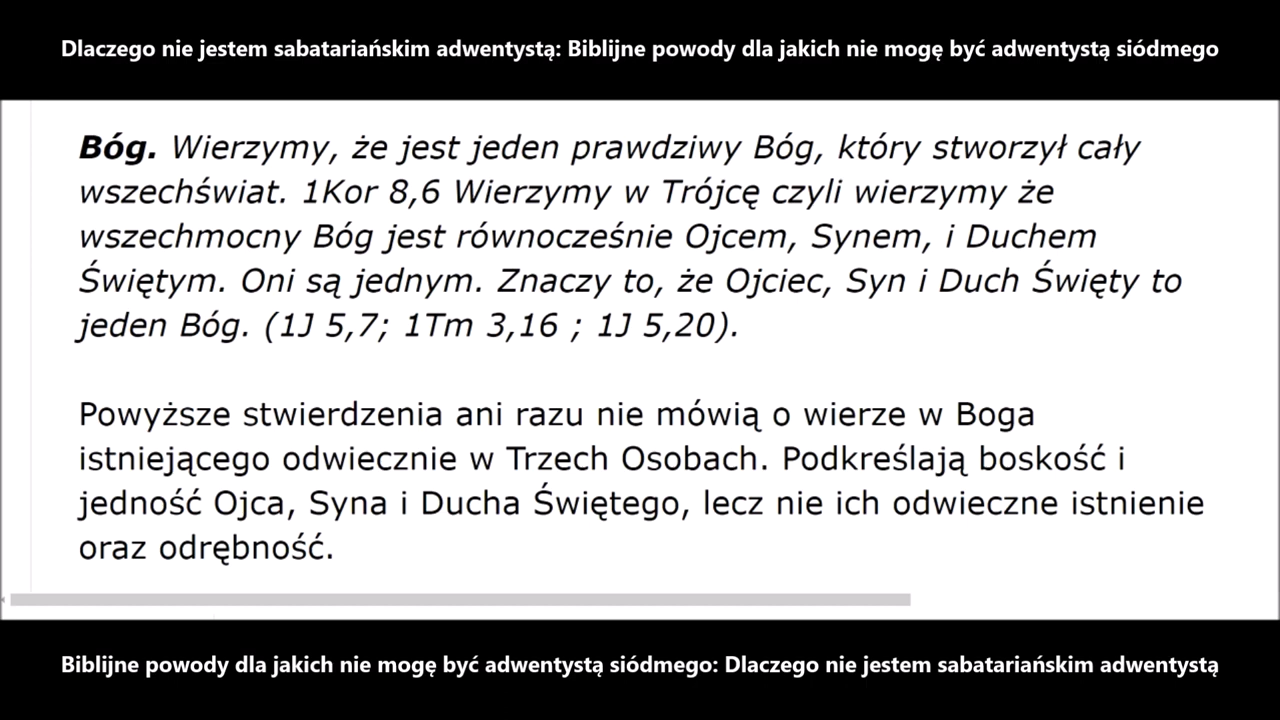 Dlaczego nie jestem sabatariańskim adwentystą: Biblijne powody dla jakich nie mogę być adwentystą siódmego
Bóg. Wierzymy, że jest jeden prawdziwy Bóg, który stworzył cały
wszechświat. 1Kor 8,6 Wierzymy w Trójcę czyli wierzymy że
wszechmocny Bóg jest równocześnie Ojcem, Synem, i Duchem
Świętym. Oni są jednym. Znaczy to, że Ojciec, Syn i Duch Święty to
jeden Bóg. (1J 5,7; 1Tm 3,16 ; 1J 5,20).
Powyższe stwierdzenia ani razu nie mówią o wierze w Boga
istniejącego odwiecznie w Trzech Osobach. Podkreślają boskość i
jedność Ojca, Syna i Ducha Świętego, lecz nie ich odwieczne istnienie
oraz odrębność.
Biblijne powody dla jakich nie mogę być adwentystą siódmego: Dlaczego nie jestem sabatariańskim adwentystą